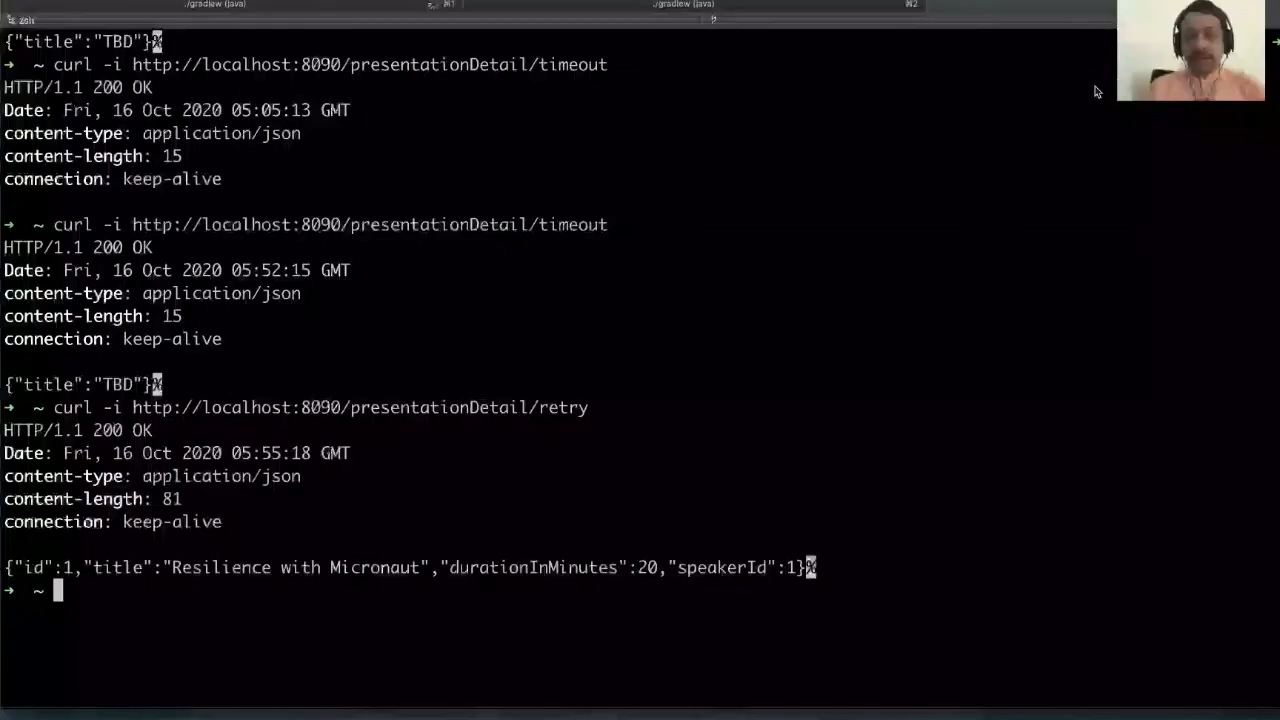 ./gradlew (java)
⌘1
./gradlew (java)
⌘2
zsh
{"title":"TBD"}%
➜ ~ curl -i http://localhost:8090/presentationDetail/timeout
HTTP/1.1 200 OK
Date: Fri, 16 Oct 2020 05:05:13 GMT
content-type: application/json
content-length: 15
connection: keep-alive
➜ ~ curl -i http://localhost:8090/presentationDetail/timeout
HTTP/1.1 200 OK
Date: Fri, 16 Oct 2020 05:52:15 GMT
content-type: application/json
content-length: 15
connection: keep-alive
{"title":"TBD"}%
➜ ~ curl -i http://localhost:8090/presentationDetail/retry
HTTP/1.1 200 OK
Date: Fri, 16 Oct 2020 05:55:18 GMT
content-type: application/json
content-length: 81
connection: keep-alive
{"id":1,"title":"Resilience with Micronaut","durationInMinutes":20,"speakerId":1}%
➜ ~